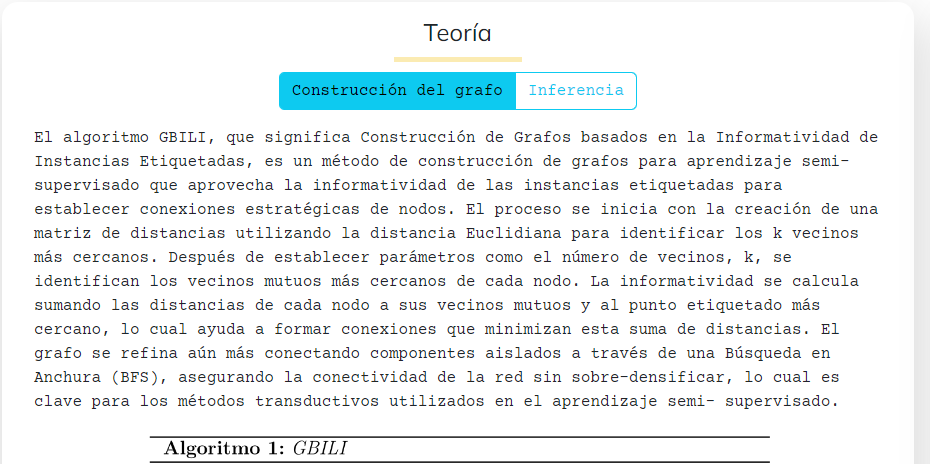 Teoría
Construcción del grafo
Inferencia
El algoritmo GBILI, que significa Construcción de Grafos basados en la Informatividad de
Instancias Etiquetadas, es un método de construcción de grafos para aprendizaje semi-
supervisado que aprovecha la informatividad de las instancias etiquetadas para
establecer conexiones estratégicas de nodos. El proceso se inicia con la creación de una
matriz de distancias utilizando la distancia Euclidiana para identificar los k vecinos
más cercanos. Después de establecer parámetros como el número de vecinos, k, se
identifican los vecinos mutuos más cercanos de cada nodo. La informatividad se calcula
sumando las distancias de cada nodo a sus vecinos mutuos y al punto etiquetado más
cercano, lo cual ayuda a formar conexiones que minimizan esta suma de distancias. El
grafo se refina aún más conectando componentes aislados a través de una Búsqueda en
Anchura (BFS), asegurando la conectividad de la red sin sobre-densificar, lo cual es
clave para los métodos transductivos utilizados en el aprendizaje semi- supervisado.
Algoritmo 1: GBILI